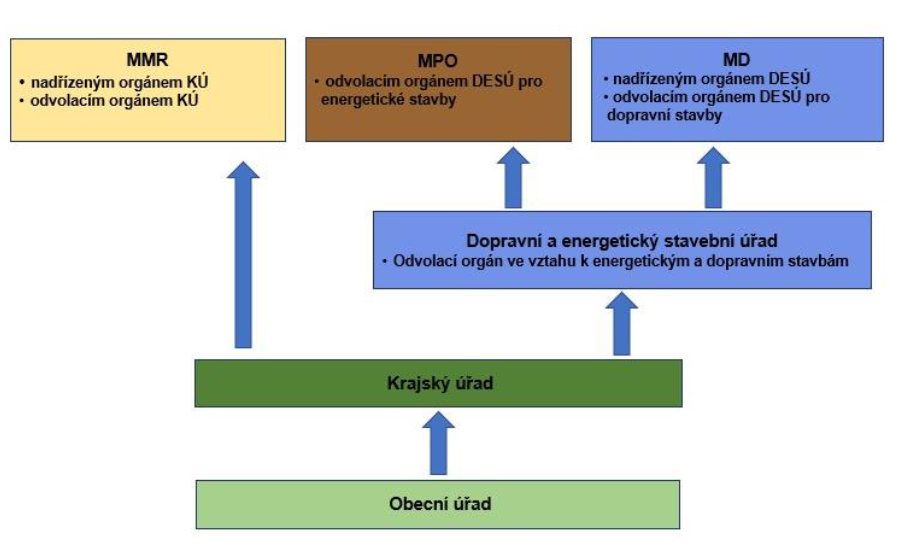 MMR
• nadřízeným orgánem KÚ
• odvolacím orgánem KÚ
MPO
• odvolacím orgánem DESÚ pro
energetické stavby
MD
• nadřízeným orgánem DESÚ
• odvolacím orgánem DESÚ pro
dopravní stavby
Dopravní a energetický stavební úřad
• Odvolací orgán ve vztahu k energetickým a dopravním stavbám
Krajský úřad
Obecní úřad